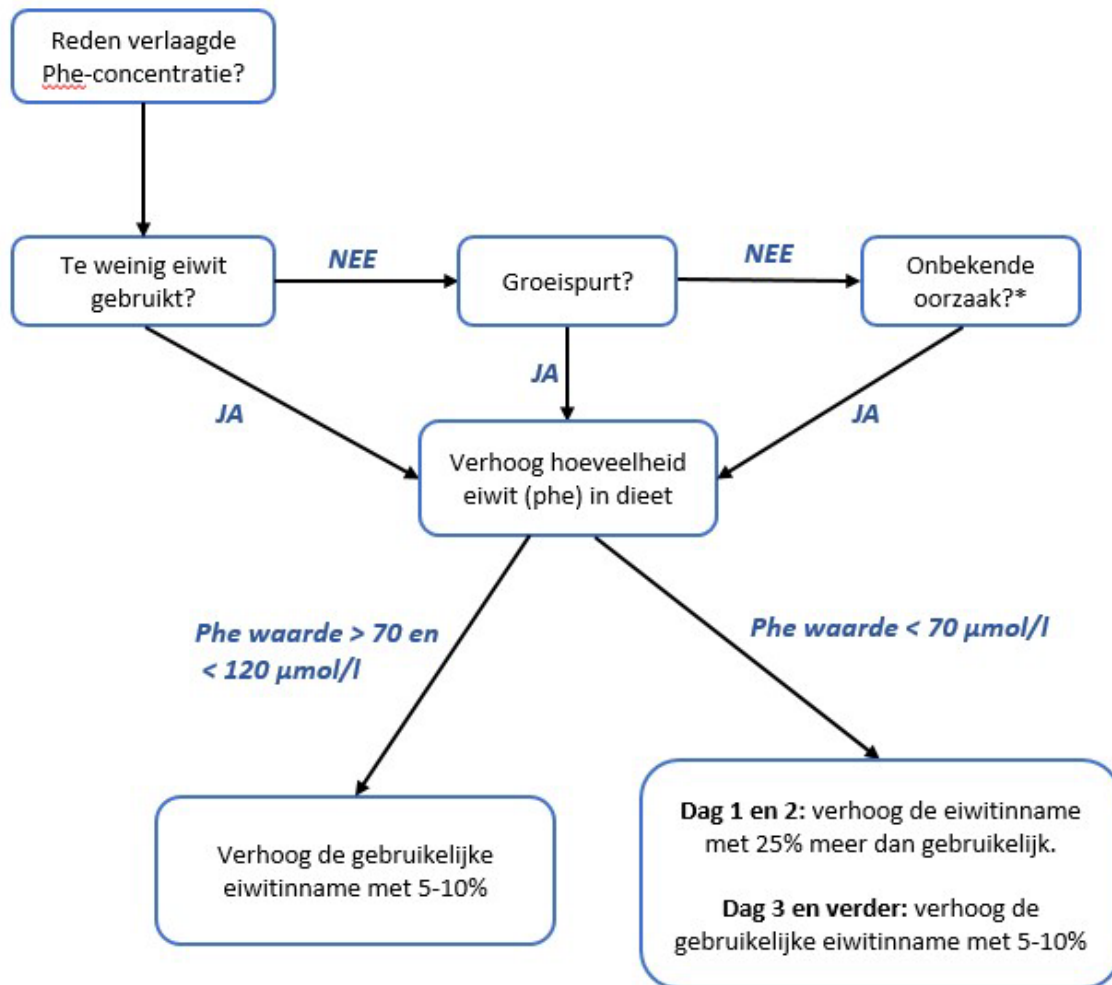 Reden verlaagde
Phe-concentratie?
Te weinig eiwit
gebruikt?
NEE
Groeispurt?
NEE
Onbekende
oorzaak?*
JA
JA
JA
Verhoog hoeveelheid
eiwit (phe) in dieet
Phe waarde > 70 en
< 120 µmol/l
Phe waarde < 70 µmol/l
Verhoog de gebruikelijke
eiwitinname met 5-10%
Dag 1 en 2: verhoog de eiwitinname
met 25% meer dan gebruikelijk.
Dag 3 en verder: verhoog de
gebruikelijke eiwitinname met 5-10%